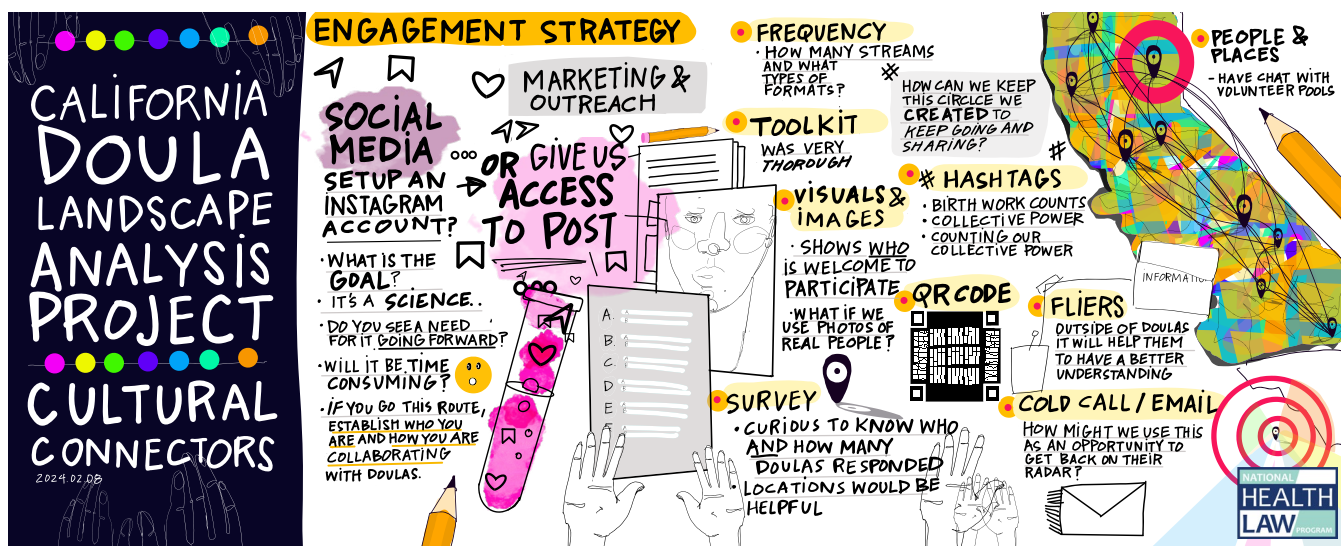 CALIFORNIA
DOULA
LANDSCAPE
ANALYSIS
PROJECT
CULTURAL
CONNECTORS
2024.02.08
ENGAGEMENT STRATEGY
SOCIAL
MEDIA
SETUP AN
INSTAGRAM
ACCOUNT?
• WHAT IS THE
GOAL?
• IT'S A SCIENCE..
• DO YOU SEE A NEED
FOR IT GOING FORWARD?
• WILL IT BE TIME
CONSUMING?
• IF YOU GO THIS ROUTE,
ESTABLISH WHO YOU
ARE AND HOW YOU ARE
COLLABORATING
WITH DOULAS.
MARKETING &
OUTREACH
OR GIVE US
ACCESS
TO POST
A.
B.
C.
D
E
F
FREQUENCY
• HOW MANY STREAMS
AND WHAT
TYPES OF
FORMATS?
TOOLKIT
WAS VERY
THOROUGH
VISUALS &
IMAGES
• SHOWS WHO
IS WELCOME TO
PARTICIPATE
• WHAT IF WE
USE PHOTOS OF
REAL PEOPLE?
SURVEY
• CURIOUS TO KNOW WHO
AND HOW MANY
DOULAS RESPONDED
LOCATIONS WOULD BE
HELPFUL
#
HOW CAN WE KEEP
THIS CIRCLCE WE
CREATED TO
KEEP GOING AND
SHARING?
#
# HASHTAGS
• BIRTH WORK COUNTS
• COLLECTIVE POWER
• COUNTING OUR
COLLECTIVE POWER
QR CODE
FLIERS
OUTSIDE OF DOULAS
IT WILL HELP THEM
TO HAVE A BETTER
UNDERSTANDING
COLD CALL / EMAIL
HOW MIGHT WE USE THIS
AS AN OPPORTUNITY TO
GET BACK ON THEIR
RADAR?
PEOPLE &
PLACES
- HAVE CHAT WITH
VOLUNTEER POOLS
NATIONAL
HEALTH
LAW
PROGRAM